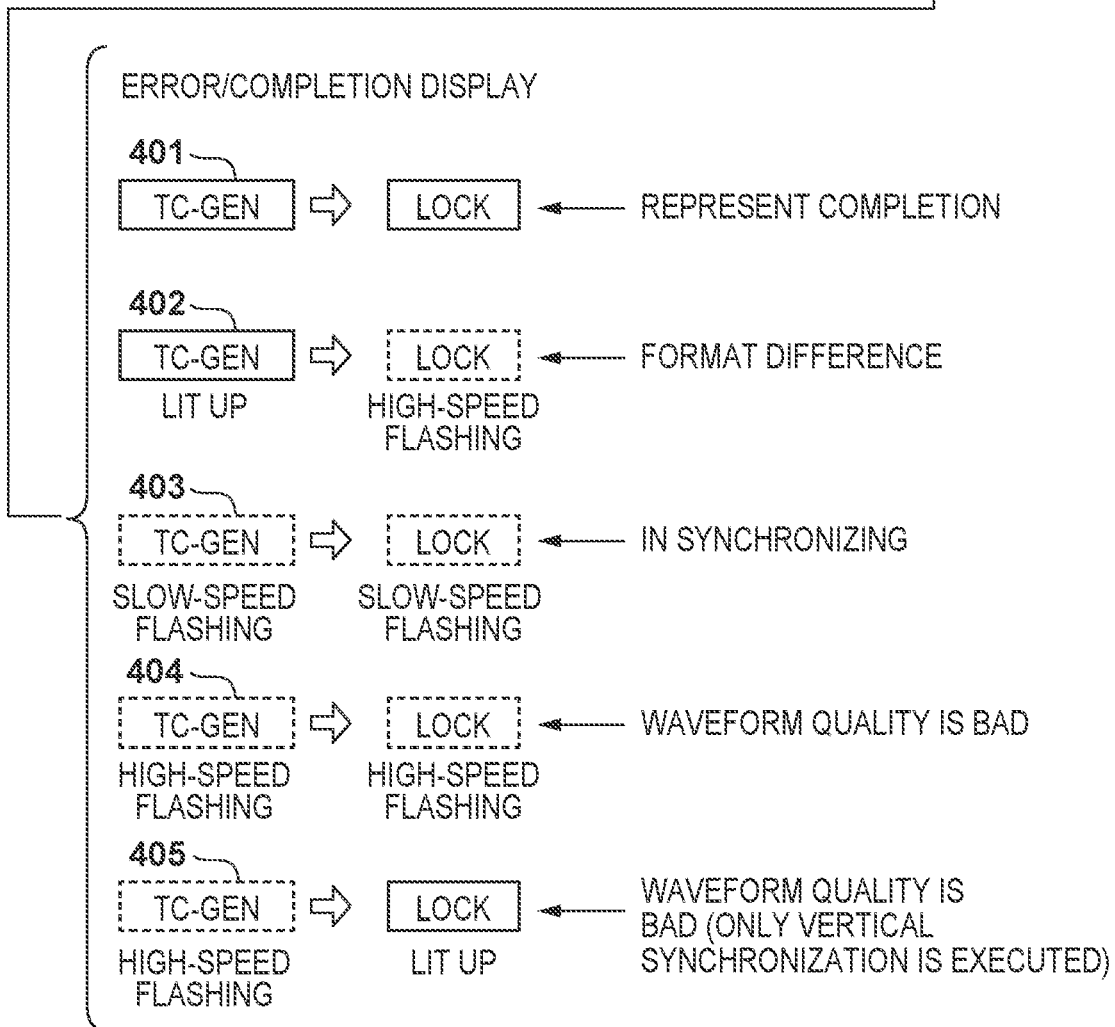 ERROR/COMPLETION DISPLAY
401
TC-GEN LOCK REPRESENT COMPLETION
402
TC-GEN LOCK FORMAT DIFFERENCE
LIT UP HIGH-SPEED
FLASHING
403
TC-GEN LOCK IN SYNCHRONIZING
SLOW-SPEED SLOW-SPEED
FLASHING FLASHING
404
TC-GEN LOCK WAVEFORM QUALITY IS BAD
HIGH-SPEED HIGH-SPEED
FLASHING FLASHING
405
TC-GEN LOCK WAVEFORM QUALITY IS
BAD (ONLY VERTICAL
HIGH-SPEED LIT UP SYNCHRONIZATION IS EXECUTED)
FLASHING